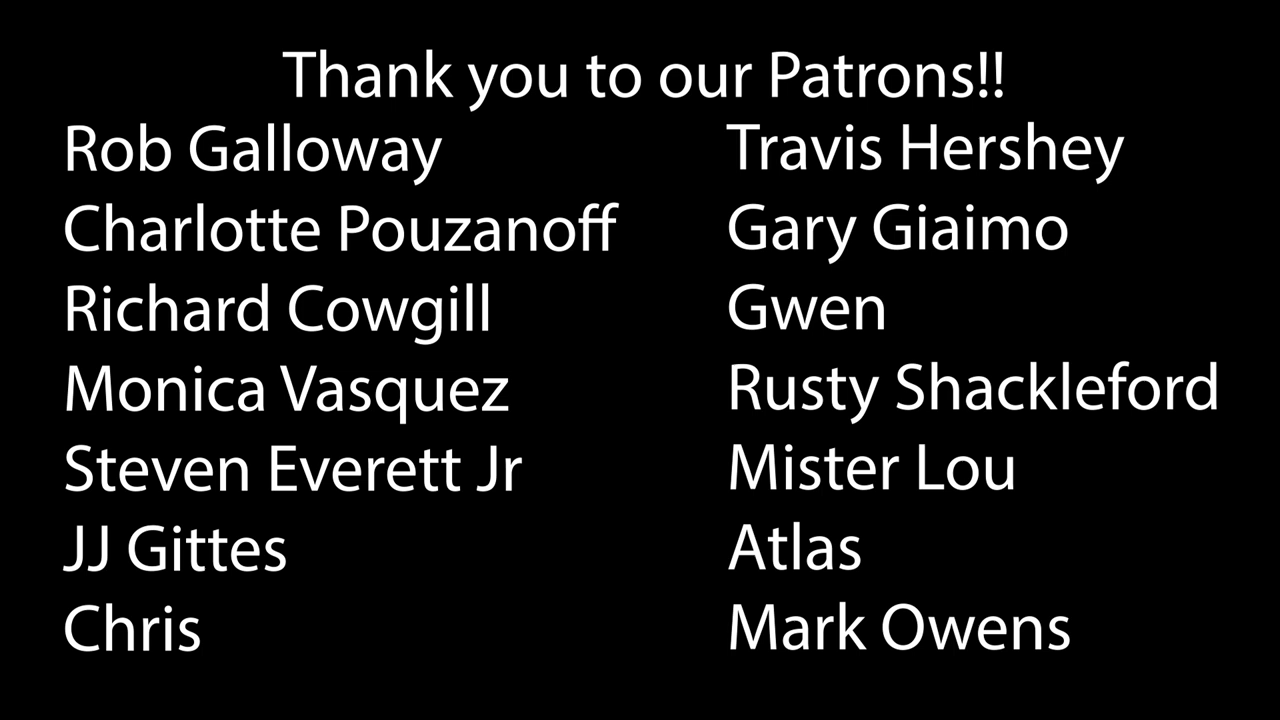 Thank you to our Patrons!!
Rob Galloway
Charlotte Pouzanoff
Richard Cowgill
Monica Vasquez
Steven Everett Jr
JJ Gittes
Chris
Travis Hershey
Gary Giaimo
Gwen
Rusty Shackleford
Mister Lou
Atlas
Mark Owens